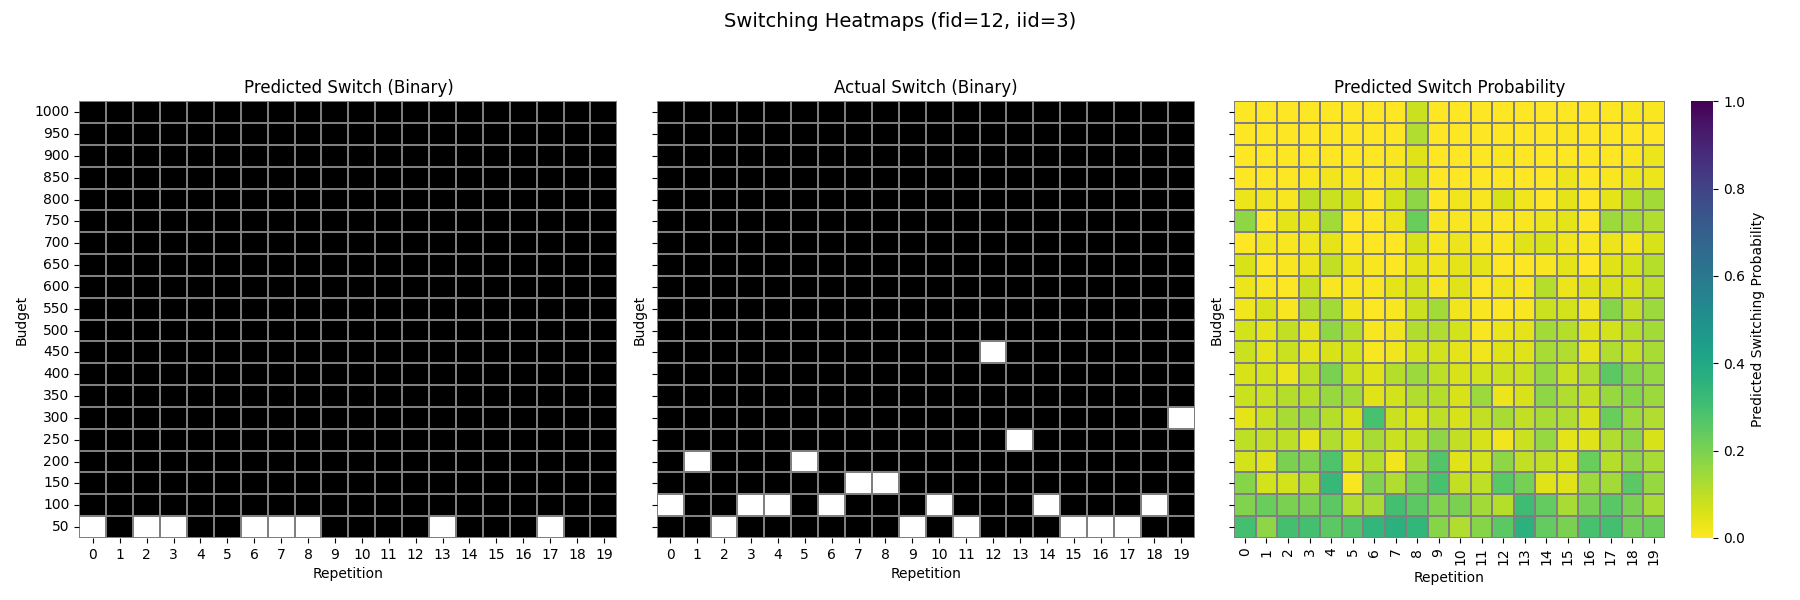 Switching Heatmaps (fid=12, iid=3)
Predicted Switch (Binary)
Budget
1000
950
900
850
800
750
700
650
600
550
500
450
400
350
300
250
200
150
100
50
0 1 2 3 4 5 6 7 8 9 10 11 12 13 14 15 16 17 18 19
Repetition
Actual Switch (Binary)
Budget
0 1 2 3 4 5 6 7 8 9 10 11 12 13 14 15 16 17 18 19
Repetition
Predicted Switch Probability
Budget
0 1 2 3 4 5 6 7 8 9 10 11 12 13 14 15 16 17 18 19
Repetition
1.0
0.8
0.6
0.4
0.2
0.0
Predicted Switching Probability